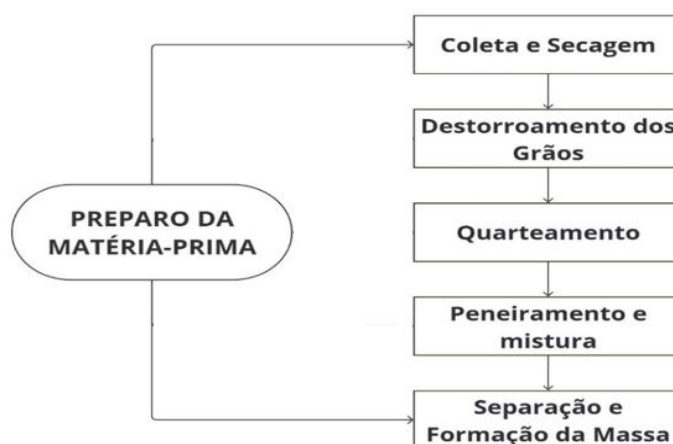 PREPARO DA
MATÉRIA-PRIMA
Coleta e Secagem
Destorroamento dos
Grãos
Quarteamento
Peneiramento e
mistura
Separação e
Formação da Massa